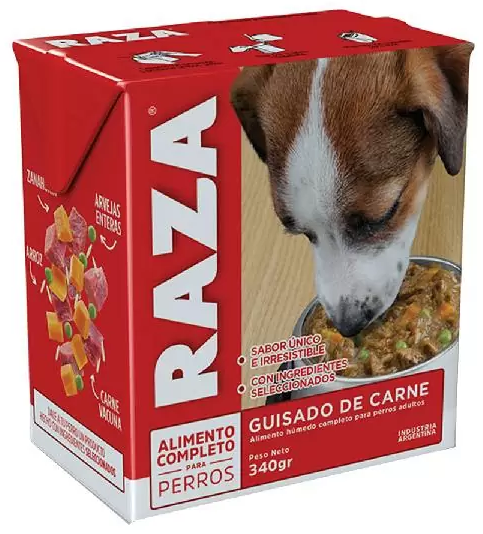 RAZA
RAZA®
ZANAH
ARVEJAS
ENTERAS
ARROZ
CARNE
VACUNA
SABOR ÚNICO
E IRRESISTIBLE
CON INGREDIENTES
SELECCIONADOS
ALIMENTO
COMPLETO
PARA
PERROS
GUISADO DE CARNE
Alimento húmedo completo para perros adultos
Peso Neto
340gr
INDUSTRIA
ARGENTINA